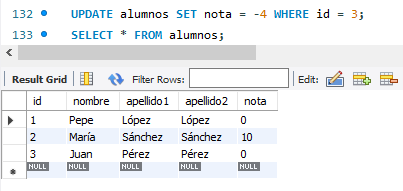 132 UPDATE alumnos SET nota = -4 WHERE id = 3;
133 SELECT * FROM alumnos;
Result Grid Filter Rows: Edit:
id nombre apellido1 apellido2 nota
1 Pepe López López 0
2 María Sánchez Sánchez 10
3 Juan Pérez Pérez 0
NULL NULL NULL NULL NULL